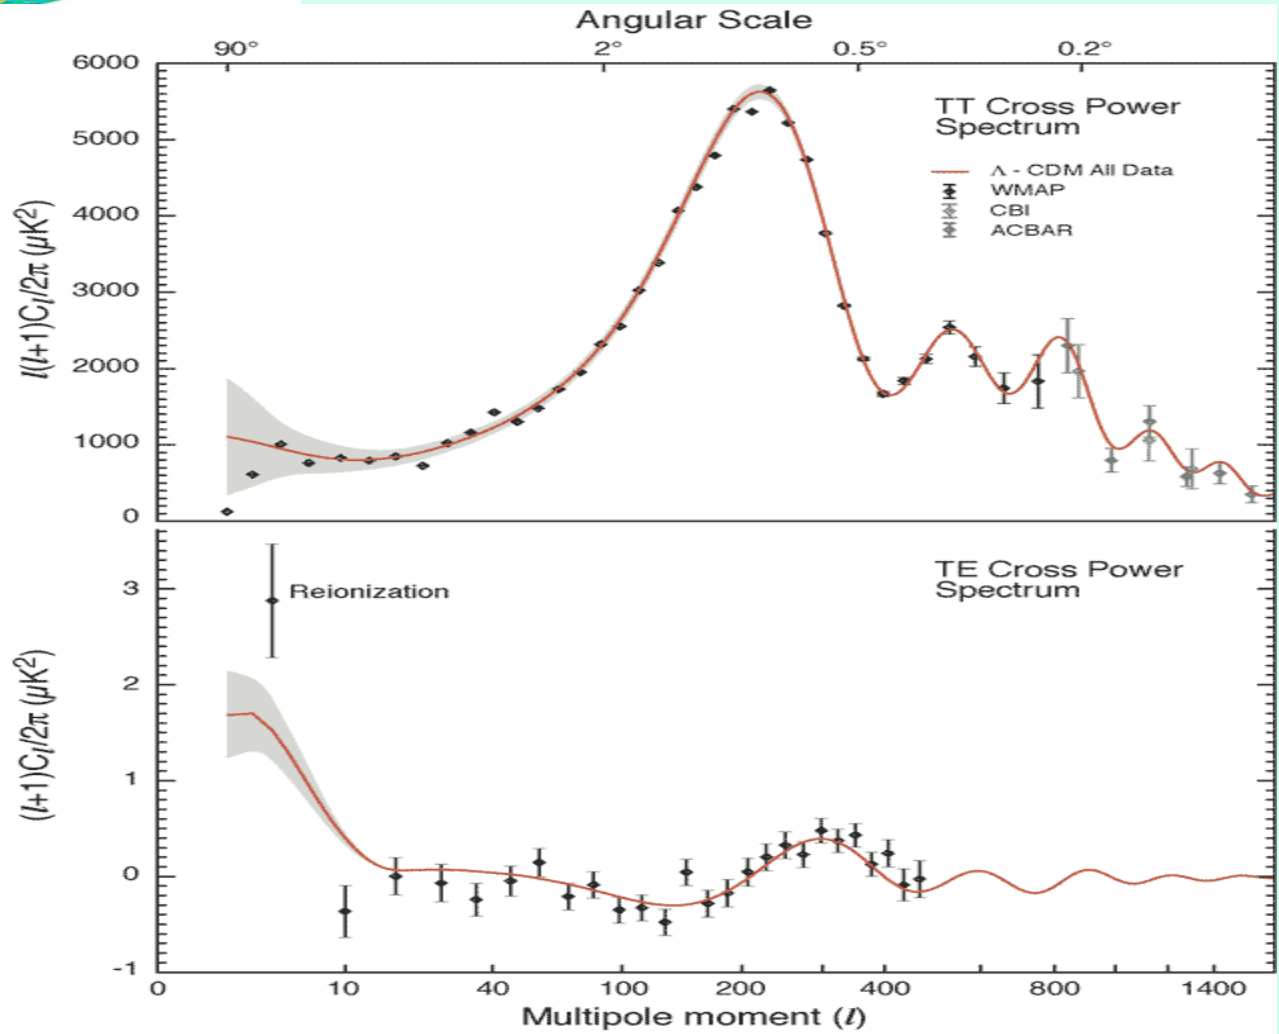 Angular Scale
90° 2° 0.5° 0.2°
6000
5000
4000
3000
2000
1000
0
l(l+1)Cl/2π (μK²)
TT Cross Power
Spectrum
Λ - CDM All Data
WMAP
CBI
ACBAR
3
2
1
0
-1
(l+1)Cl/2π (μK²)
Reionization
TE Cross Power
Spectrum
0 10 40 100 200 400 800 1400
Multipole moment (l)